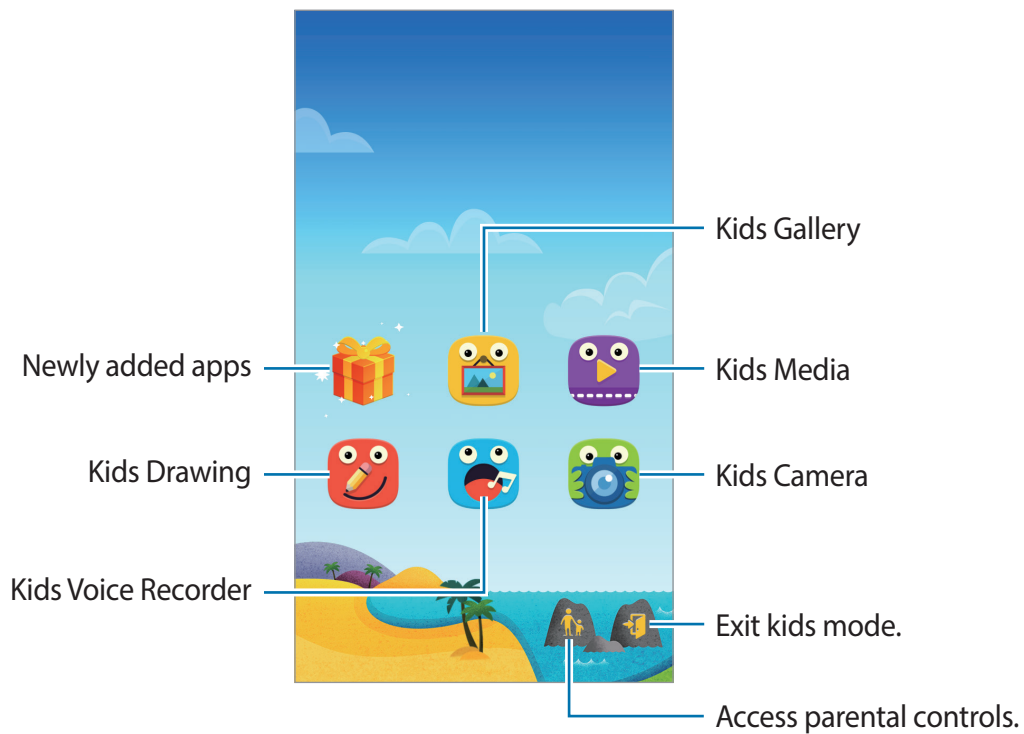 Kids Gallery
Newly added apps
Kids Media
Kids Drawing
Kids Camera
Kids Voice Recorder
Exit kids mode.
Access parental controls.